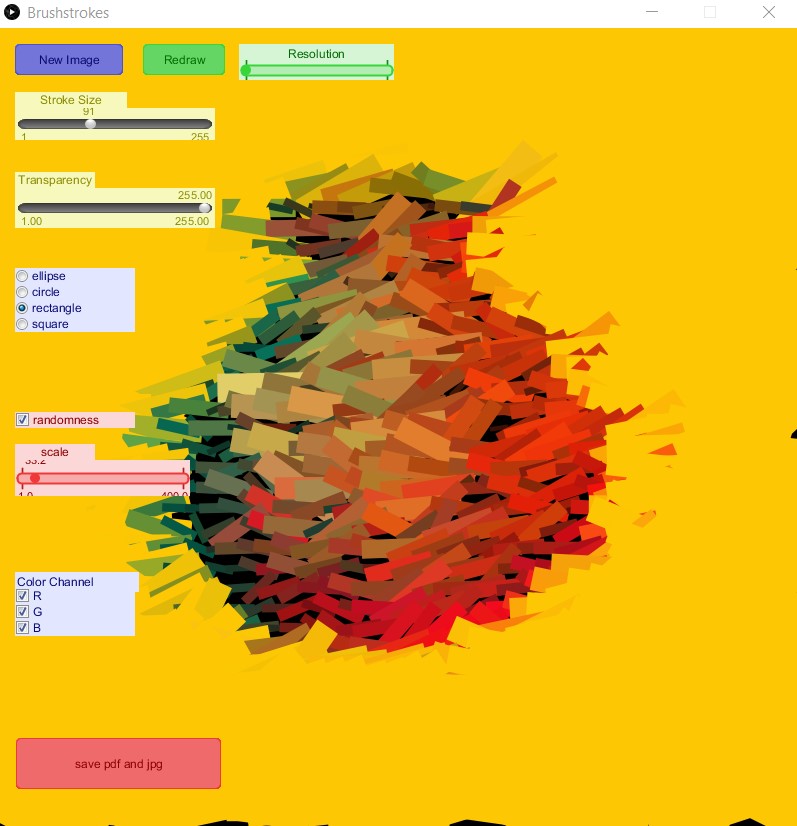 Brushstrokes
New Image
Redraw
Resolution
Stroke Size
91
1 255
Transparency
255.00
1.00 255.00
ellipse
circle
rectangle
square
randomness
scale
33.2
1.0 400.0
Color Channel
R
G
B
save pdf and jpg